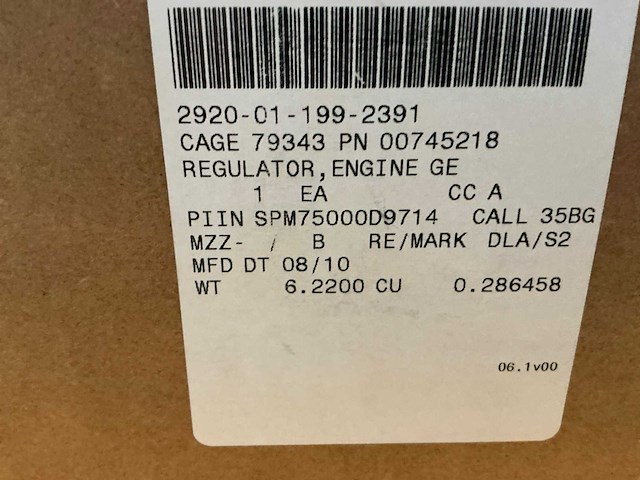 2920-01-199-2391
CAGE 79343 PN 00745218
REGULATOR,ENGINE GE
1 EA CC A
PIIN SPM75000D9714 CALL 35BG
MZZ- / B RE/MARK DLA/S2
MFD DT 08/10
WT 6.2200 CU 0.286458
06.1v00